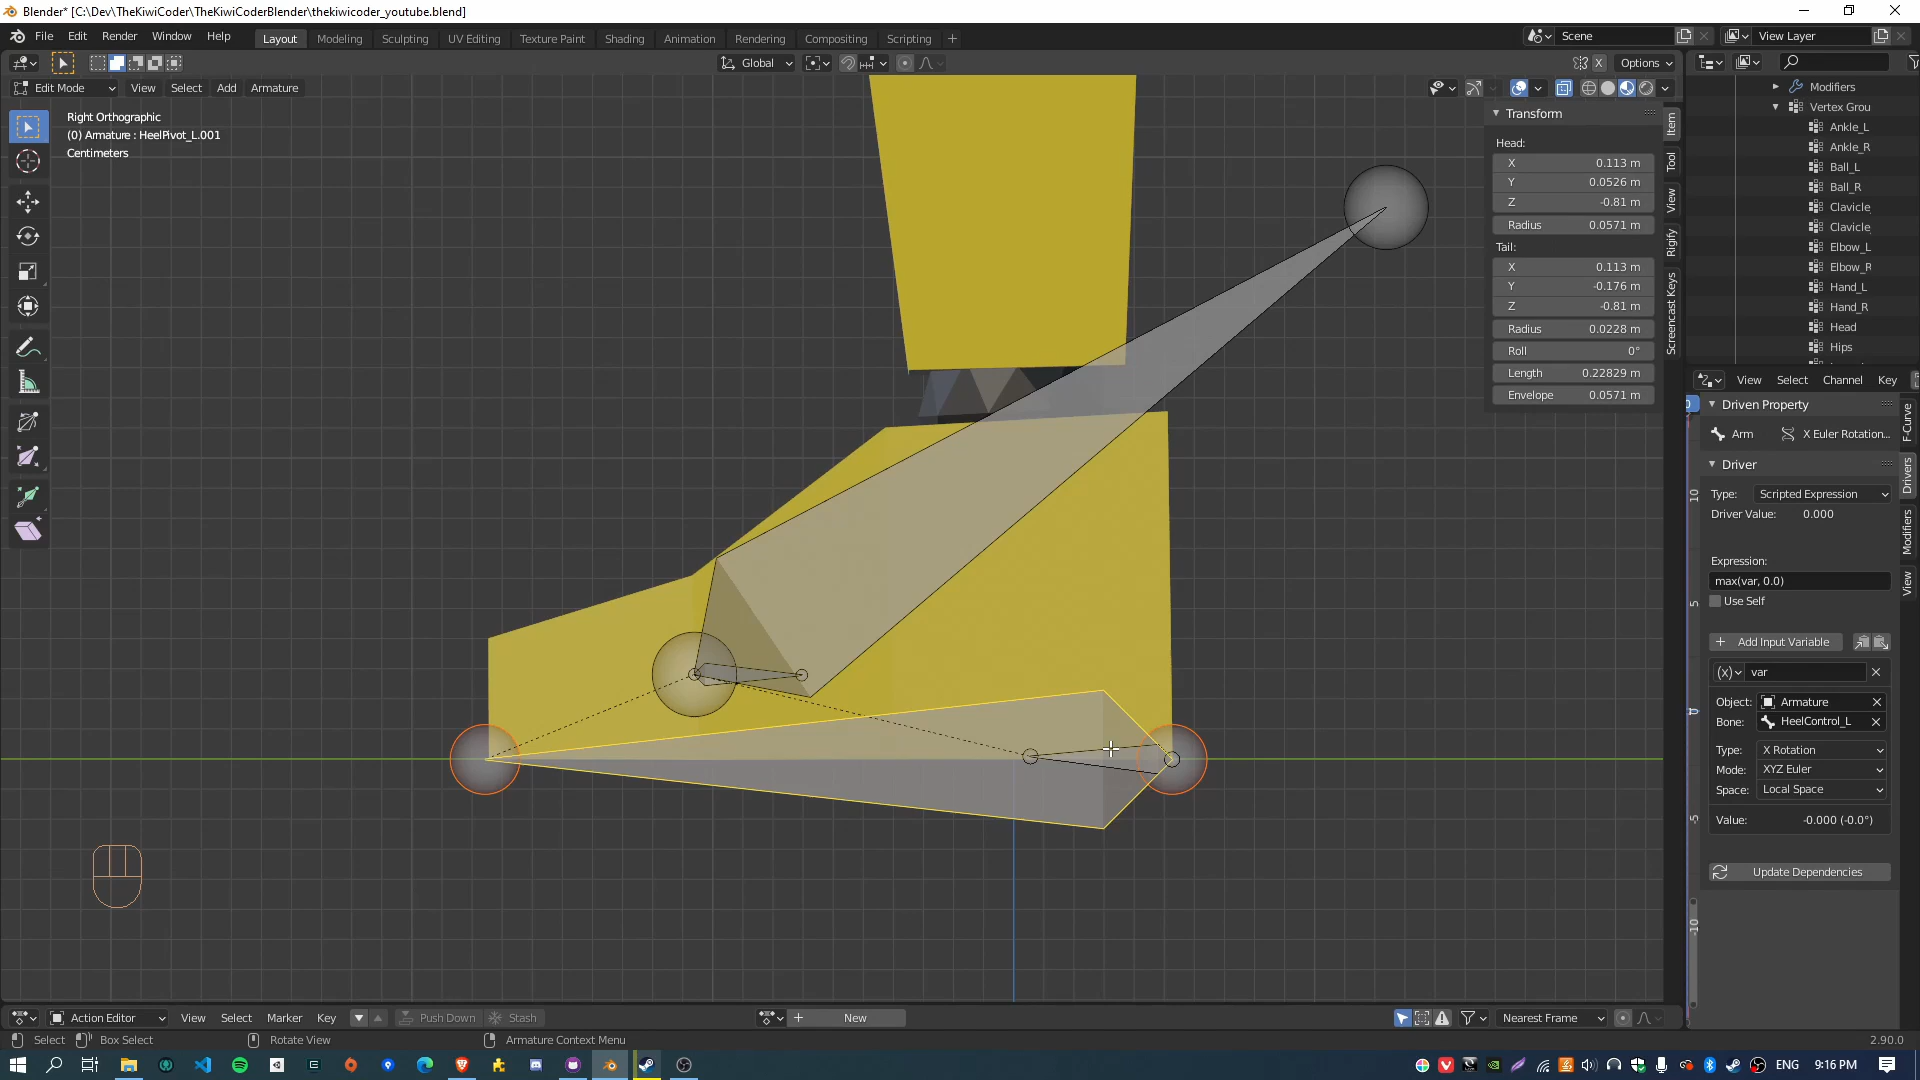 Blender* [C:\Dev\TheKiwiCoder\TheKiwiCoderBlender\thekiwicoder_youtube.blend]
File Edit Render Window Help
Layout Modeling Sculpting UV Editing Texture Paint Shading Animation Rendering Compositing Scripting +
Scene
View Layer
Global
Options
Edit Mode View Select Add Armature
Right Orthographic
(0) Armature : HeelPivot_L.001
Centimeters
Transform
Head:
X 0.113 m
Y 0.0526 m
Z -0.81 m
Radius 0.0571 m
Tail:
X 0.113 m
Y -0.176 m
Z -0.81 m
Radius 0.0228 m
Roll 0°
Length 0.22829 m
Envelope 0.0571 m
Item
Tool
View
Rigify
Screencast Keys
Modifiers
Vertex Grou
Ankle_L
Ankle_R
Ball_L
Ball_R
Clavicle_
Clavicle_
Elbow_L
Elbow_R
Hand_L
Hand_R
Head
Hips
View Select Channel Key
Driven Property
Arm X Euler Rotation...
Driver
Type: Scripted Expression
Driver Value: 0.000
Expression:
max(var, 0.0)
Use Self
+ Add Input Variable
(x) var
Object: Armature
Bone: HeelControl_L
Type: X Rotation
Mode: XYZ Euler
Space: Local Space
Value: -0.000 (-0.0°)
Update Dependencies
F-Curve
Drivers
Modifiers
View
0
10
5
0
-5
-10
Action Editor View Select Marker Key Push Down Stash + New Nearest Frame
Select Box Select Rotate View Armature Context Menu 2.90.0
ENG 9:16 PM